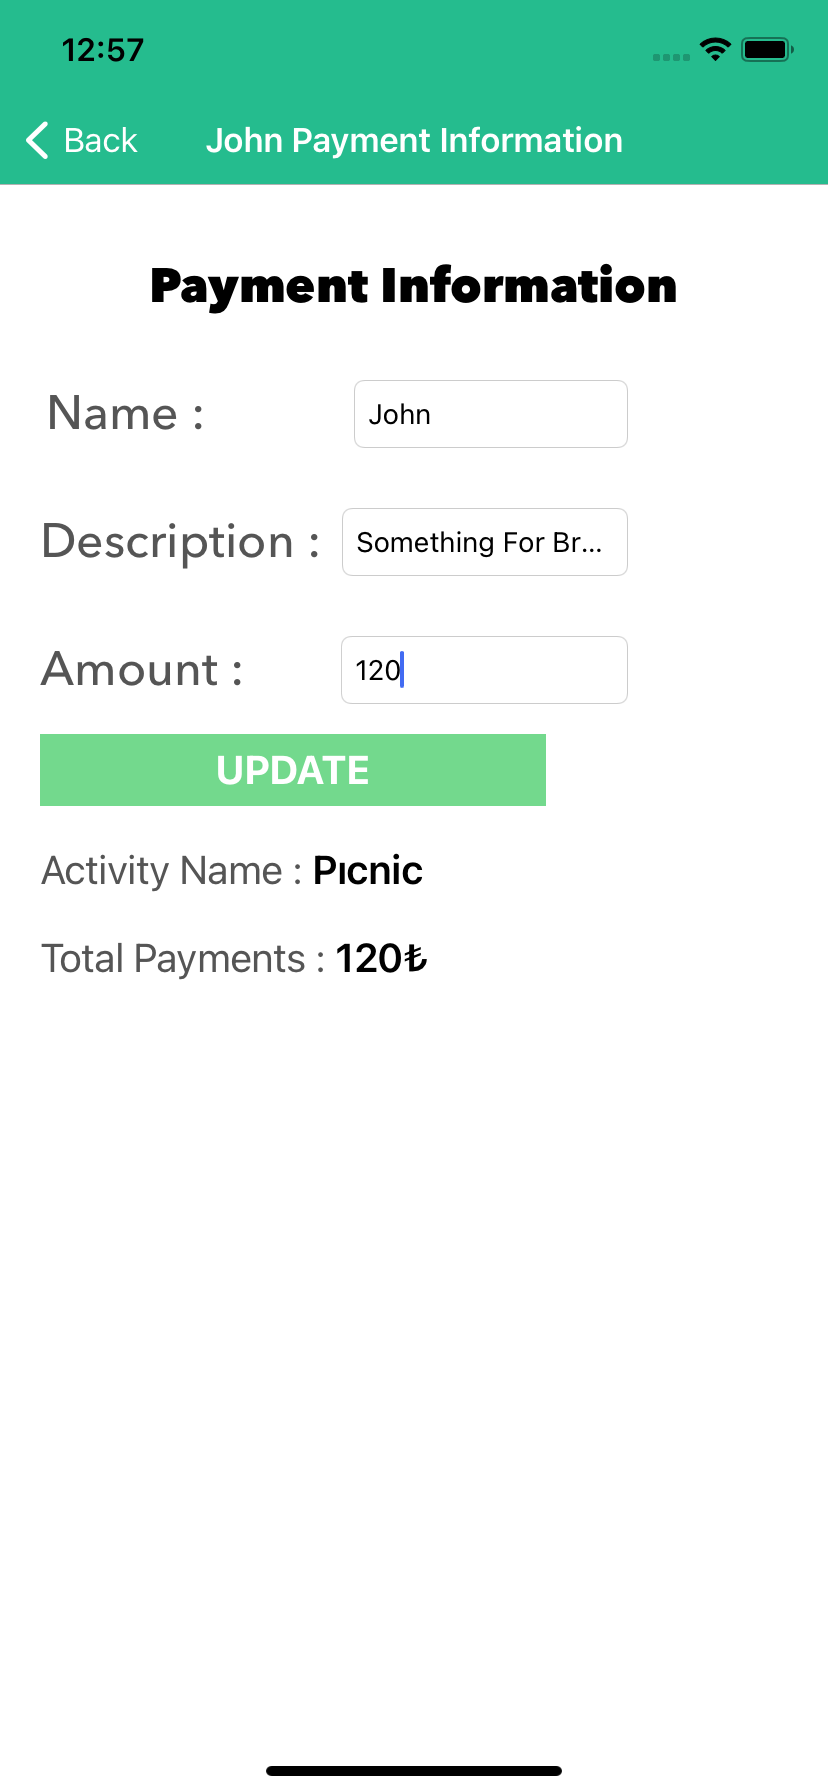 12:57
Back John Payment Information
Payment Information
Name : John
Description : Something For Br...
Amount : 120
UPDATE
Activity Name : Pıcnic
Total Payments : 120₺